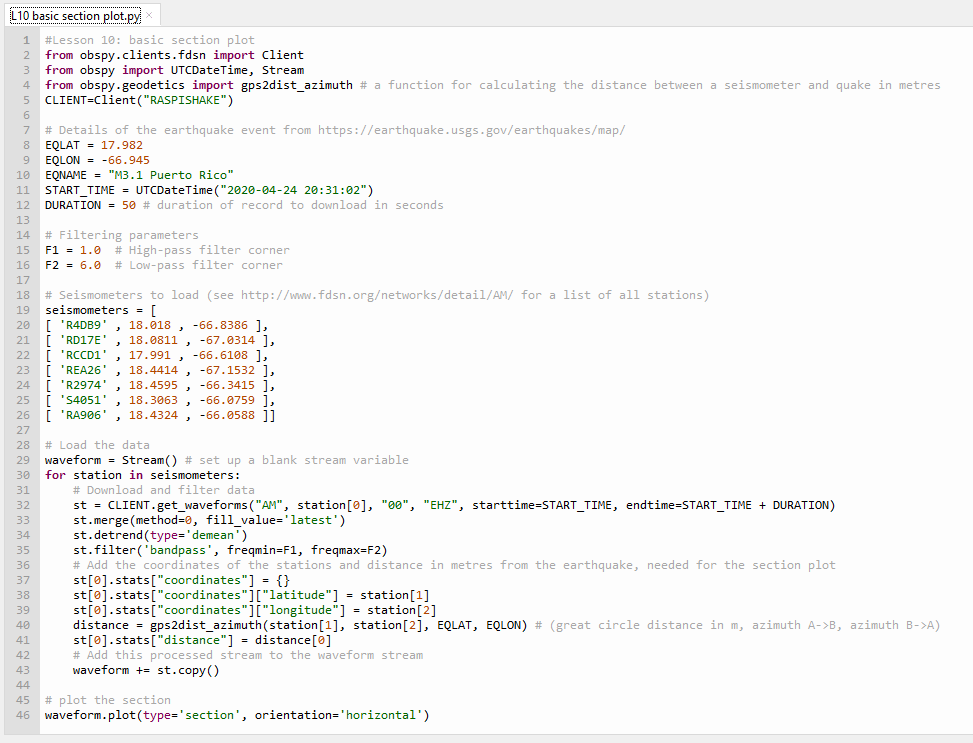 L10 basic section plot.py ×
1 #Lesson 10: basic section plot
2 from obspy.clients.fdsn import Client
3 from obspy import UTCDateTime, Stream
4 from obspy.geodetics import gps2dist_azimuth # a function for calculating the distance between a seismometer and quake in metres
5 CLIENT=Client("RASPISHAKE")
6
7 # Details of the earthquake event from https://earthquake.usgs.gov/earthquakes/map/
8 EQLAT = 17.982
9 EQLON = -66.945
10 EQNAME = "M3.1 Puerto Rico"
11 START_TIME = UTCDateTime("2020-04-24 20:31:02")
12 DURATION = 50 # duration of record to download in seconds
13
14 # Filtering parameters
15 F1 = 1.0  # High-pass filter corner
16 F2 = 6.0  # Low-pass filter corner
17
18 # Seismometers to load (see http://www.fdsn.org/networks/detail/AM/ for a list of all stations)
19 seismometers = [
20 [ 'R4DB9' , 18.018 , -66.8386 ],
21 [ 'RD17E' , 18.0811 , -67.0314 ],
22 [ 'RCCD1' , 17.991 , -66.6108 ],
23 [ 'REA26' , 18.4414 , -67.1532 ],
24 [ 'R2974' , 18.4595 , -66.3415 ],
25 [ 'S4051' , 18.3063 , -66.0759 ],
26 [ 'RA906' , 18.4324 , -66.0588 ]]
27
28 # Load the data
29 waveform = Stream() # set up a blank stream variable
30 for station in seismometers:
31     # Download and filter data
32     st = CLIENT.get_waveforms("AM", station[0], "00", "EHZ", starttime=START_TIME, endtime=START_TIME + DURATION)
33     st.merge(method=0, fill_value='latest')
34     st.detrend(type='demean')
35     st.filter('bandpass', freqmin=F1, freqmax=F2)
36     # Add the coordinates of the stations and distance in metres from the earthquake, needed for the section plot
37     st[0].stats["coordinates"] = {}
38     st[0].stats["coordinates"]["latitude"] = station[1]
39     st[0].stats["coordinates"]["longitude"] = station[2]
40     distance = gps2dist_azimuth(station[1], station[2], EQLAT, EQLON) # (great circle distance in m, azimuth A->B, azimuth B->A)
41     st[0].stats["distance"] = distance[0]
42     # Add this processed stream to the waveform stream
43     waveform += st.copy()
44
45 # plot the section
46 waveform.plot(type='section', orientation='horizontal')